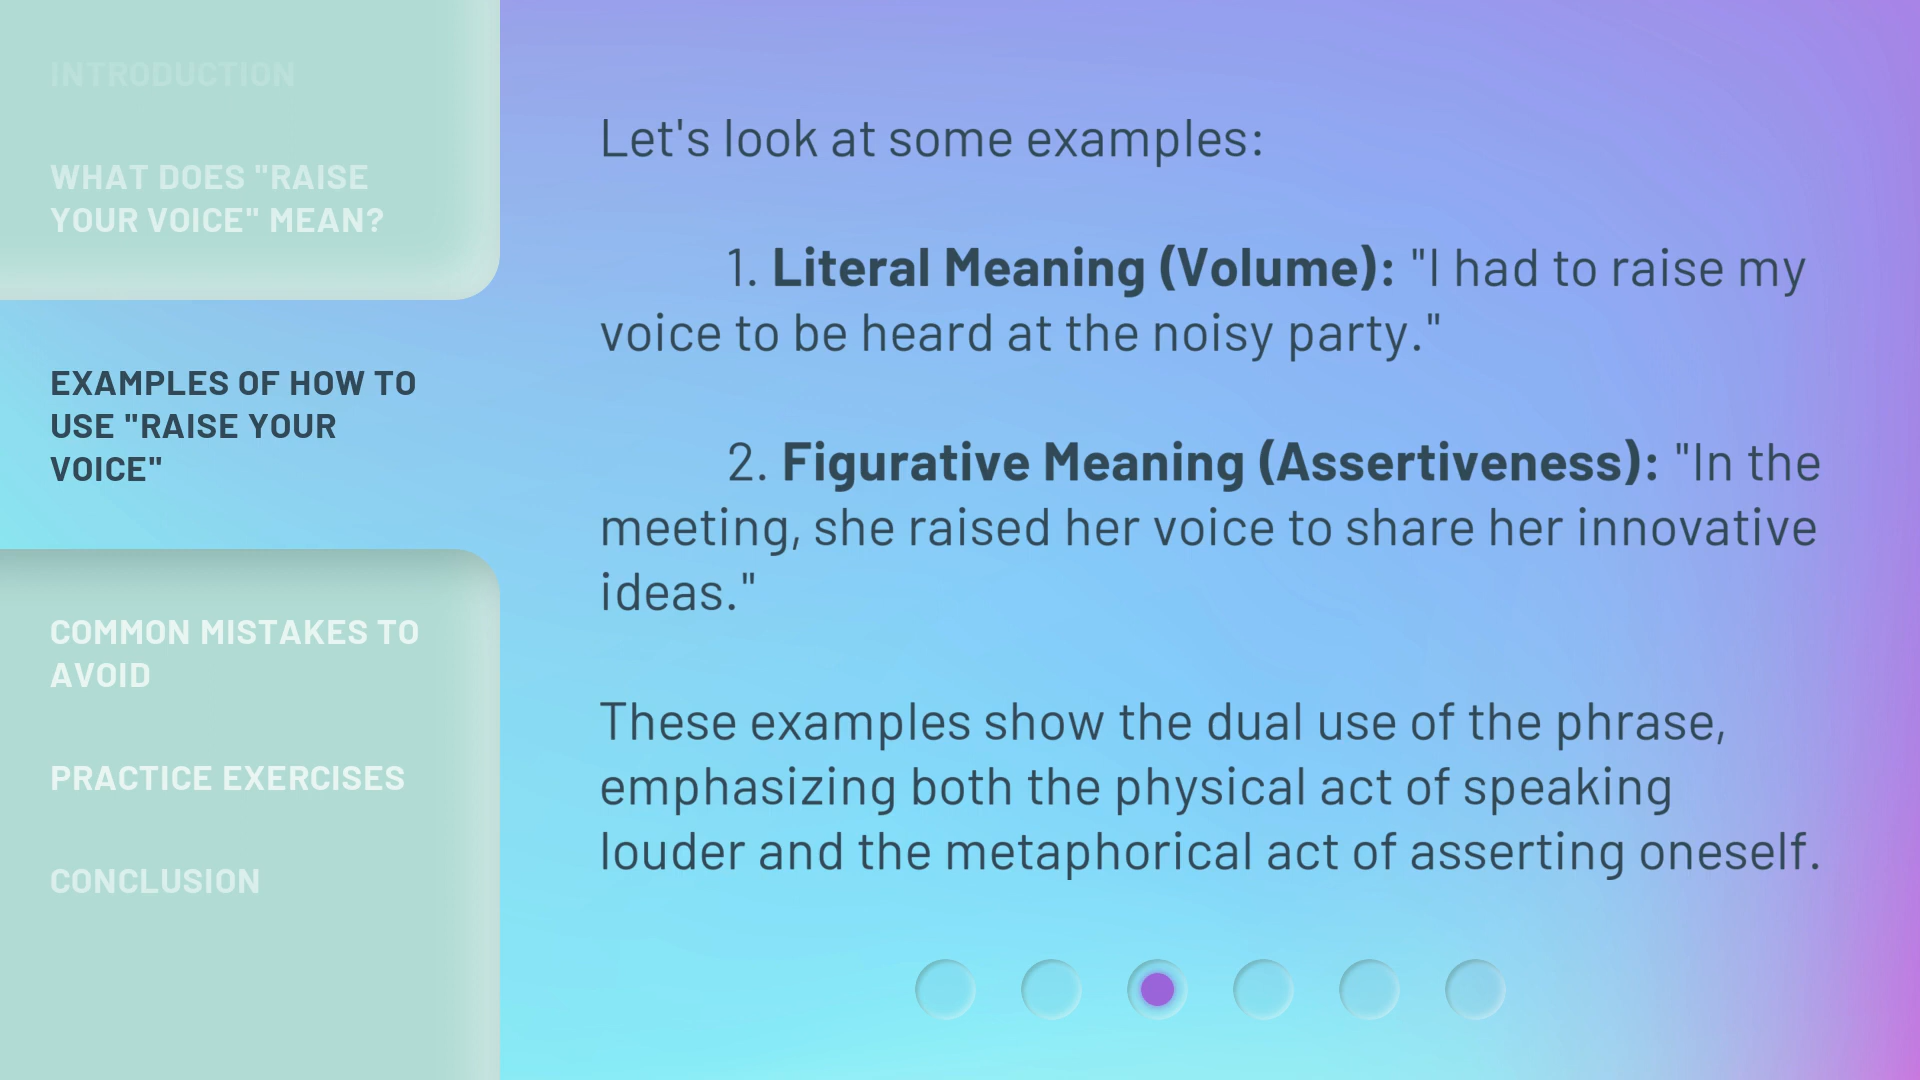 INTRODUCTION
WHAT DOES "RAISE
YOUR VOICE" MEAN?
EXAMPLES OF HOW TO
USE "RAISE YOUR
VOICE"
COMMON MISTAKES TO
AVOID
PRACTICE EXERCISES
CONCLUSION
Let's look at some examples:
1. Literal Meaning (Volume): "I had to raise my
voice to be heard at the noisy party."
2. Figurative Meaning (Assertiveness): "In the
meeting, she raised her voice to share her innovative
ideas."
These examples show the dual use of the phrase,
emphasizing both the physical act of speaking
louder and the metaphorical act of asserting oneself.